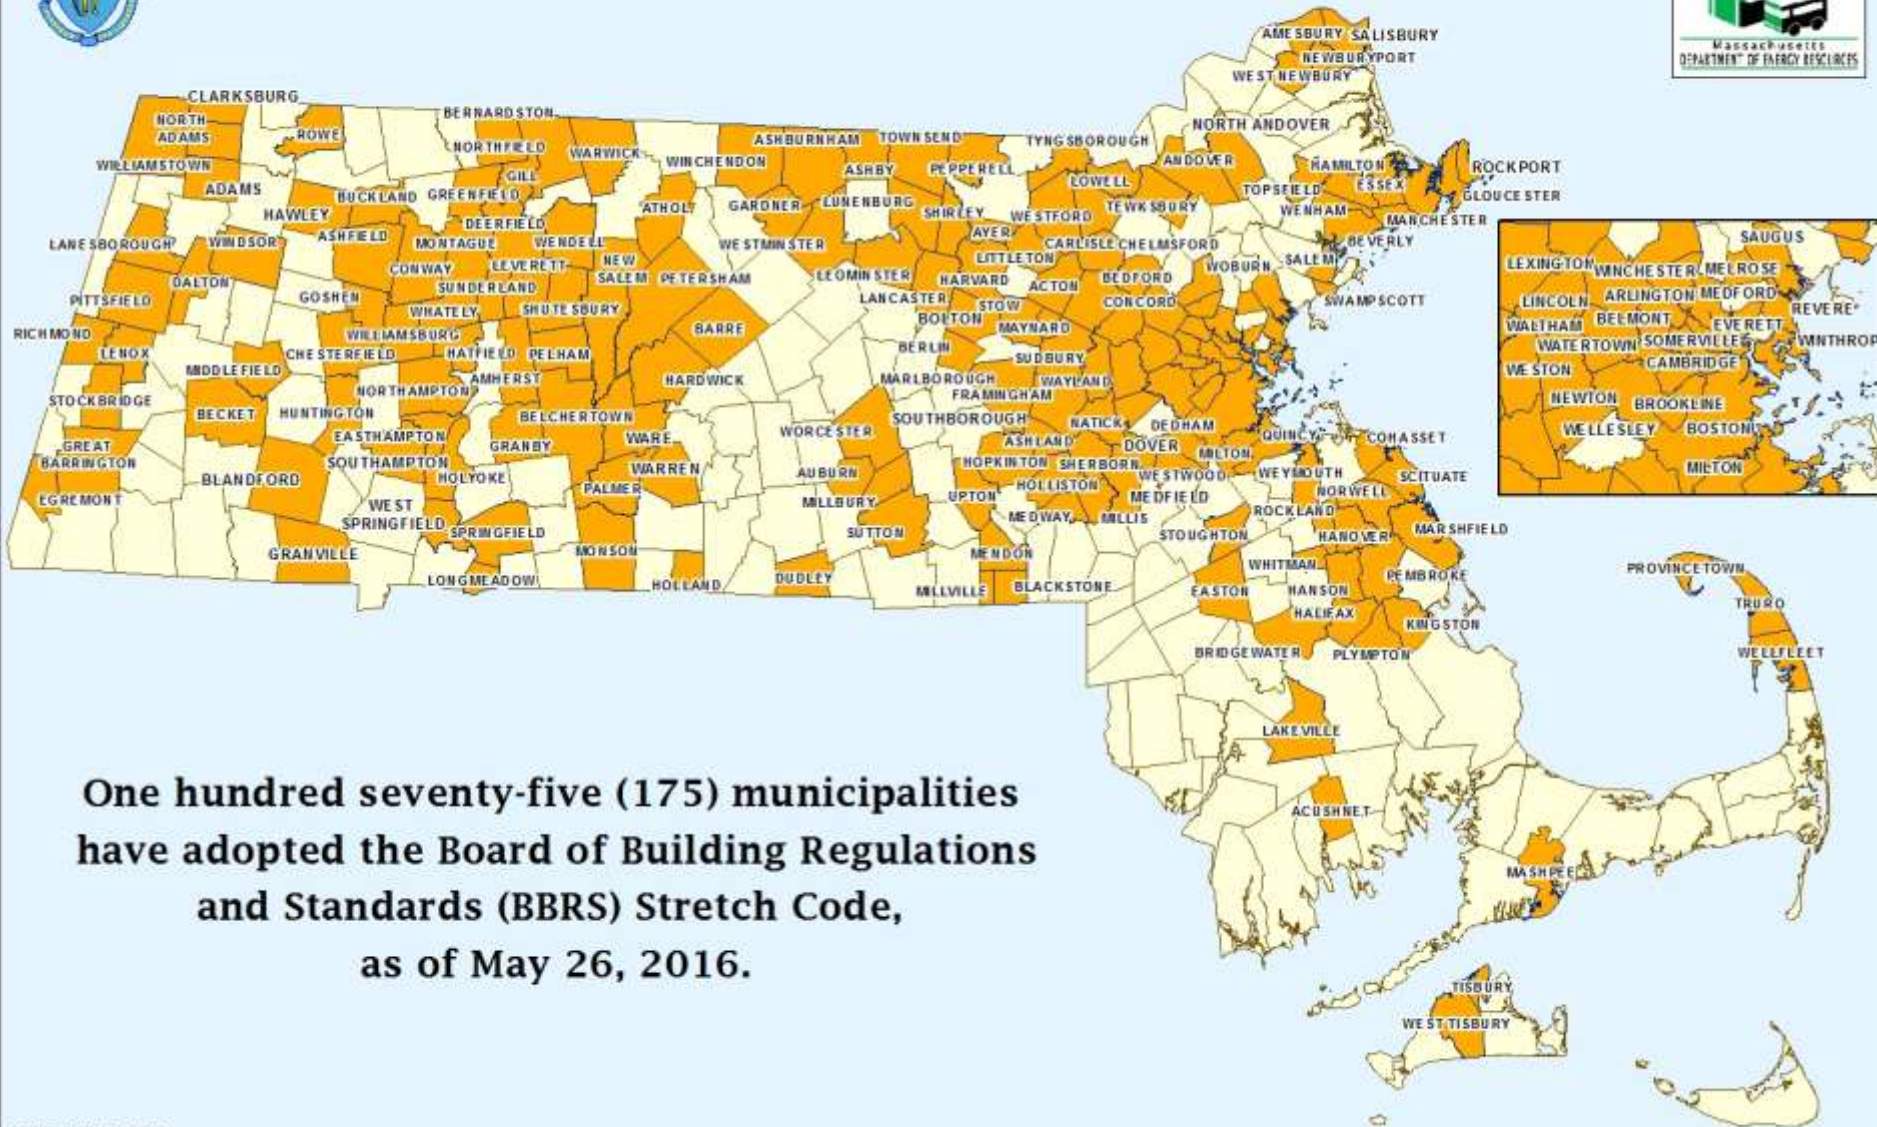 Massachusetts
DEPARTMENT OF ENERGY RESOURCES
AMESBURY SALISBURY
NEWBURYPORT
WEST NEWBURY
CLARKSBURG
NORTH
ADAMS
ROWE
BERNARDSTON
NORTHFIELD
WARWICK
WINCHENDON
ASHBURNHAM
TOWNSEND
TYNGSBOROUGH
NORTH ANDOVER
WILLIAMSTOWN
ADAMS
GILL
ASHBY
PEPPERELL
LOWELL
ANDOVER
HAMILTON
ROCKPORT
ESSEX
GLOUCESTER
TOPSFIELD
BUCKLAND
GREENFIELD
HAWLEY
DEERFIELD
ATHOL
GARDNER
LUNENBURG
SHIRLEY
WESTFORD
TEWKSBURY
WENHAM
MANCHESTER
AYER
BEVERLY
LANESBOROUGH
WINDSOR
ASHFIELD
MONTAGUE
WENDELL
WESTMINSTER
CARLISLE
CHELMSFORD
LITTLETON
WOBURN
SALEM
DALTON
CONWAY
LEVERETT
NEW
SALEM
PETERSHAM
LEOMINSTER
HARVARD
ACTON
BEDFORD
SUNDERLAND
PITTSFIELD
GOSHEN
WHATELY
SHUTESBURY
LANCASTER
STOW
CONCORD
SWAMPSCOTT
BOLTON
MAYNARD
RICHMOND
WILLIAMSBURG
BARRE
LENOX
CHESTERFIELD
HATFIELD
PELHAM
BERLIN
SUDBURY
MIDDLEFIELD
NORTHAMPTON
AMHERST
HARDWICK
MARLBOROUGH
WAYLAND
FRAMINGHAM
STOCKBRIDGE
BECKET
HUNTINGTON
BELCHERTOWN
SOUTHBOROUGH
NATICK
DEDHAM
WORCESTER
GREAT
BARRINGTON
EASTHAMPTON
GRANBY
WARE
ASHLAND
DOVER
QUINCY
COHASSET
SOUTHAMPTON
HOLYOKE
WARREN
HOPKINTON
SHERBORN
MILTON
BLANDFORD
PALMER
AUBURN
HOLLISTON
WESTWOOD
WEYMOUTH
SCITUATE
EGREMONT
WEST
SPRINGFIELD
SPRINGFIELD
MILLBURY
UPTON
MEDFIELD
NORWELL
MEDWAY
MILLIS
ROCKLAND
SUTTON
STOUGHTON
HANOVER
MARSHFIELD
GRANVILLE
MONSON
MENDON
WHITMAN
PEMBROKE
LONGMEADOW
HOLLAND
DUDLEY
MILLVILLE
BLACKSTONE
EASTON
HANSON
HALIFAX
KINGSTON
BRIDGEWATER
PLYMPTON
LAKEVILLE
ACUSHNET
MASHPEE
PROVINCETOWN
TRURO
WELLFLEET
TISBURY
WEST TISBURY
SAUGUS
LEXINGTON
WINCHESTER
MELROSE
LINCOLN
ARLINGTON
MEDFORD
REVERE*
WALTHAM
BELMONT
EVERETT
WATERTOWN
SOMERVILLE
WINTHROP
WESTON
CAMBRIDGE
NEWTON
BROOKLINE
WELLESLEY
BOSTON
MILTON
One hundred seventy-five (175) municipalities
have adopted the Board of Building Regulations
and Standards (BBRS) Stretch Code,
as of May 26, 2016.